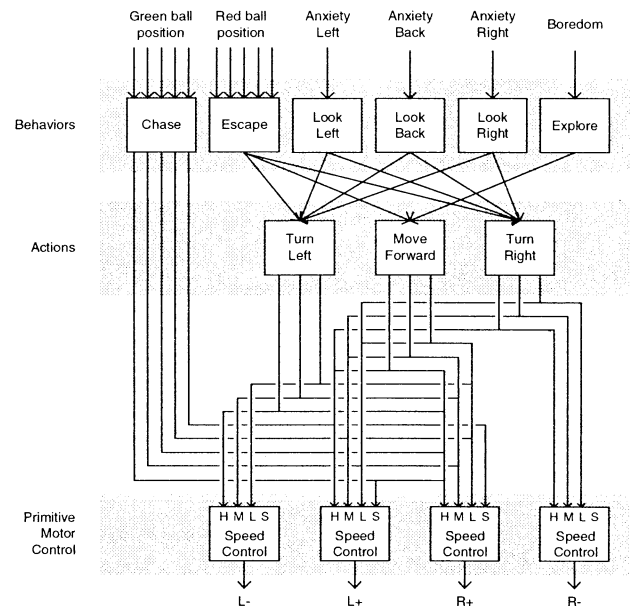 Green ball position
Red ball position
Anxiety Left
Anxiety Back
Anxiety Right
Boredom
Behaviors
Chase
Escape
Look Left
Look Back
Look Right
Explore
Actions
Turn Left
Move Forward
Turn Right
Primitive Motor Control
H M L S
Speed Control
H M L S
Speed Control
H M L S
Speed Control
H M L S
Speed Control
L-
L+
R+
R-